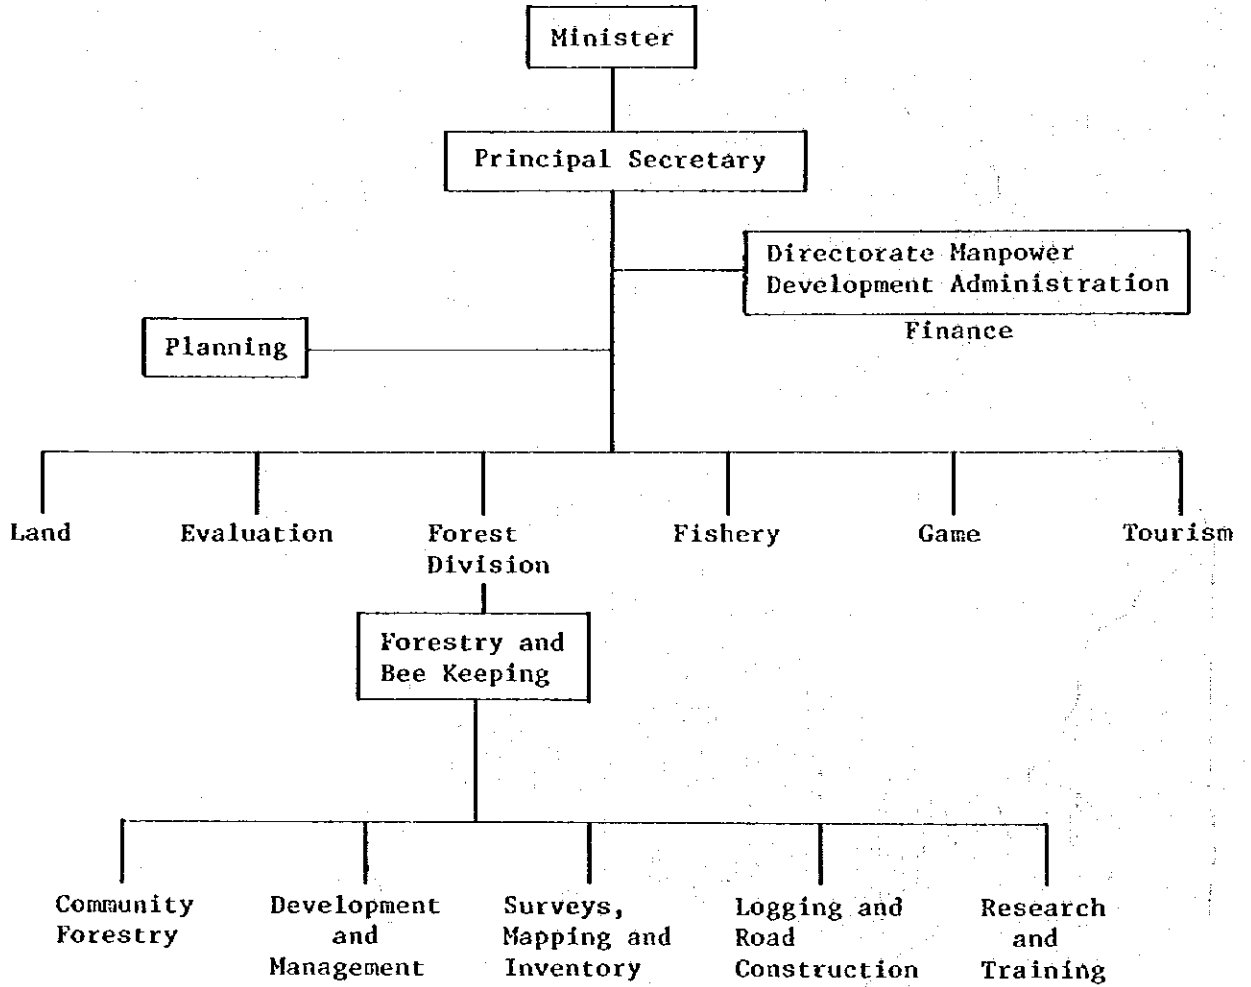 Minister
Principal Secretary
Directorate Manpower
Development Administration
Finance
Planning
Land
Evaluation
Forest
Division
Fishery
Game
Tourism
Forestry and
Bee Keeping
Community
Forestry
Development
and
Management
Surveys,
Mapping and
Inventory
Logging and
Road
Construction
Research
and
Training